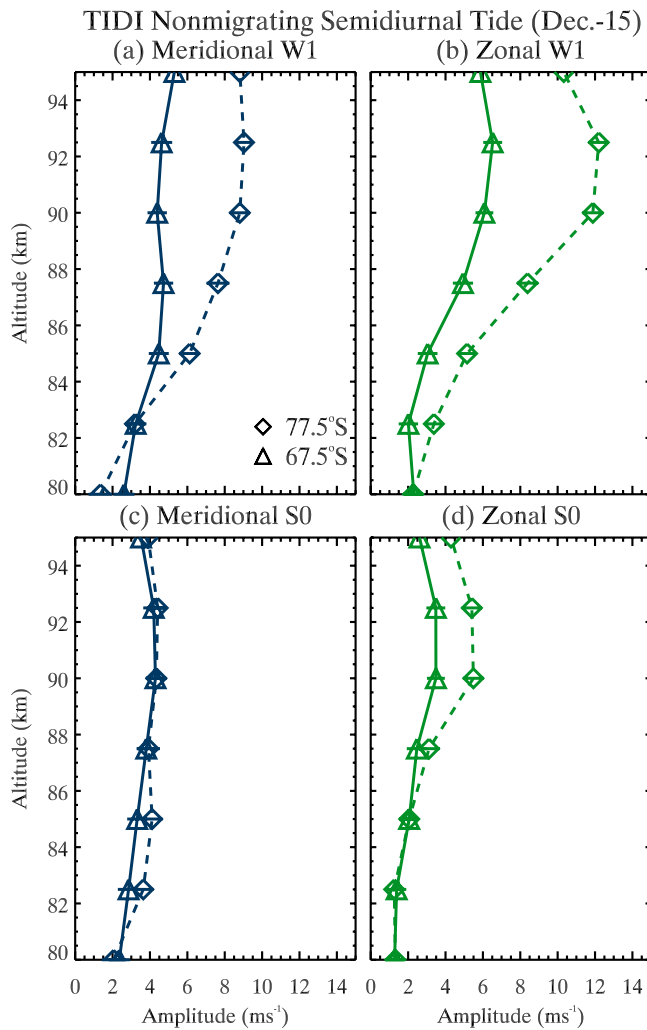 TIDI Nonmigrating Semidiurnal Tide (Dec.-15)
(a) Meridional W1
(b) Zonal W1
94
92
90
88
86
84
82
80
Altitude (km)
77.5°S
67.5°S
(c) Meridional S0
(d) Zonal S0
94
92
90
88
86
84
82
80
Altitude (km)
0 2 4 6 8 10 12 14
0 2 4 6 8 10 12 14
Amplitude (ms⁻¹)
Amplitude (ms⁻¹)